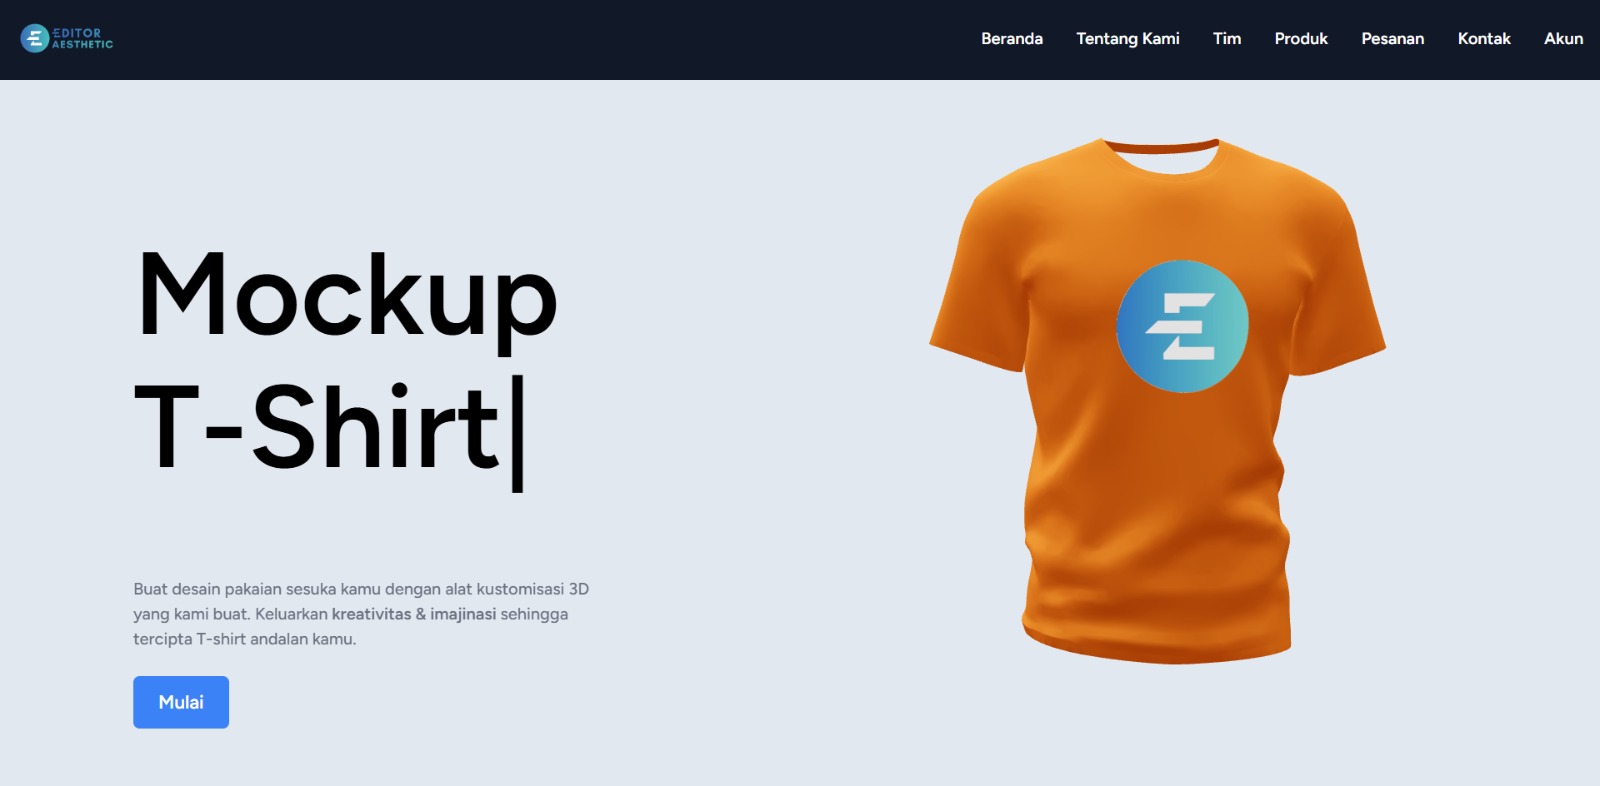 EDITOR
AESTHETIC
Beranda Tentang Kami Tim Produk Pesanan Kontak Akun
Mockup
T-Shirt|
Buat desain pakaian sesuka kamu dengan alat kustomisasi 3D
yang kami buat. Keluarkan kreativitas & imajinasi sehingga
tercipta T-shirt andalan kamu.
Mulai